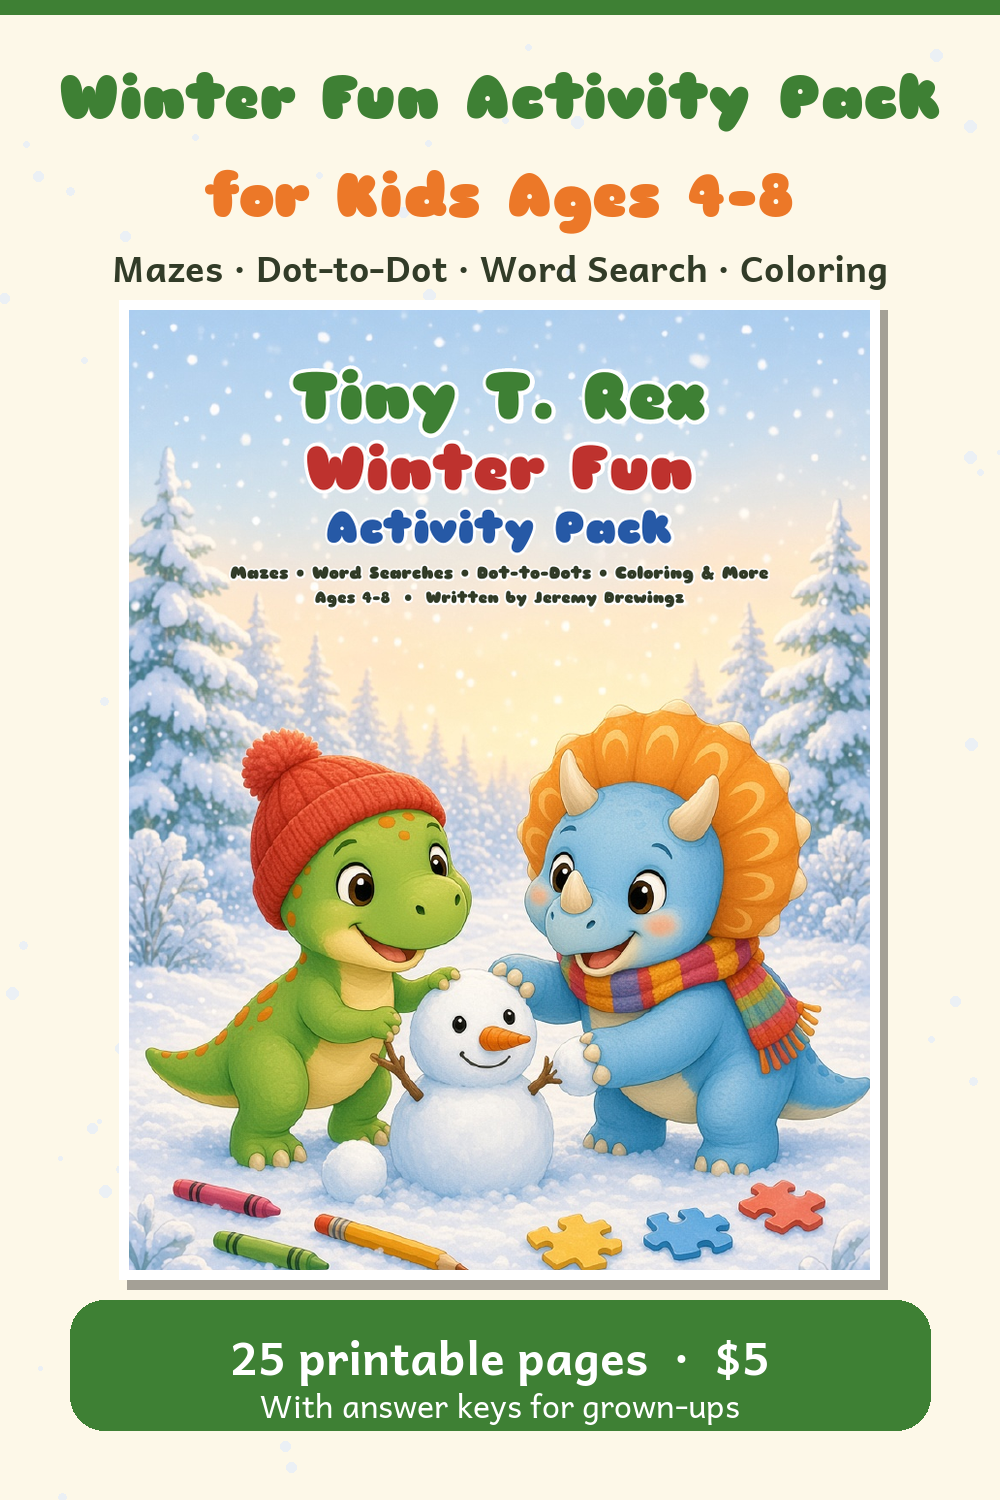 Winter Fun Activity Pack
for Kids Ages 4-8
Mazes · Dot-to-Dot · Word Search · Coloring
Tiny T. Rex
Winter Fun
Activity Pack
Mazes • Word Searches • Dot-to-Dots • Coloring & More
Ages 4-8 • Written by Jeremy Drewingz
25 printable pages · $5
With answer keys for grown-ups